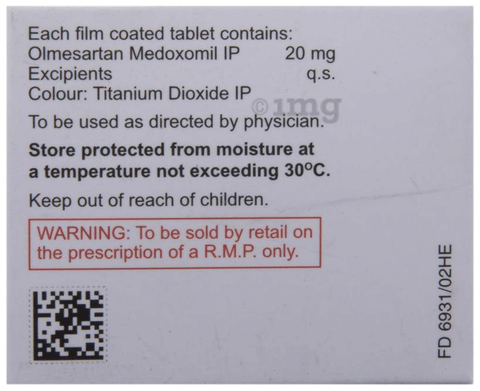 Each film coated tablet contains:
Olmesartan Medoxomil IP 20 mg
Excipients q.s.
Colour: Titanium Dioxide IP
©1mg
To be used as directed by physician.
Store protected from moisture at
a temperature not exceeding 30°C.
Keep out of reach of children.
WARNING: To be sold by retail on
the prescription of a R.M.P. only.
FD 6931/02HE